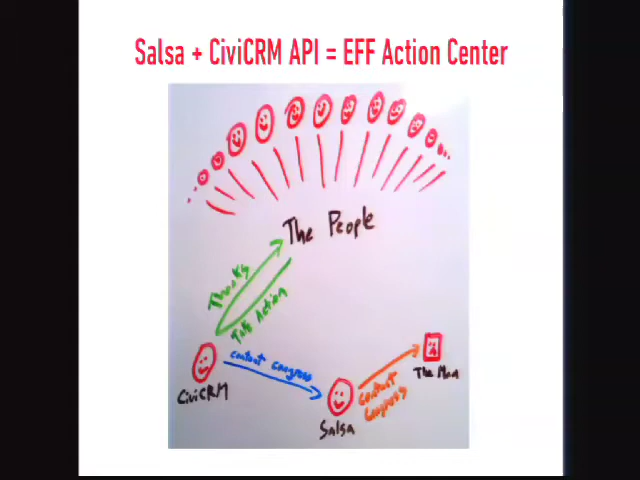 Salsa + CiviCRM API = EFF Action Center
The People
Thanks
Take Action
CiviCRM
contact congress
Salsa
contact
congress
The Man